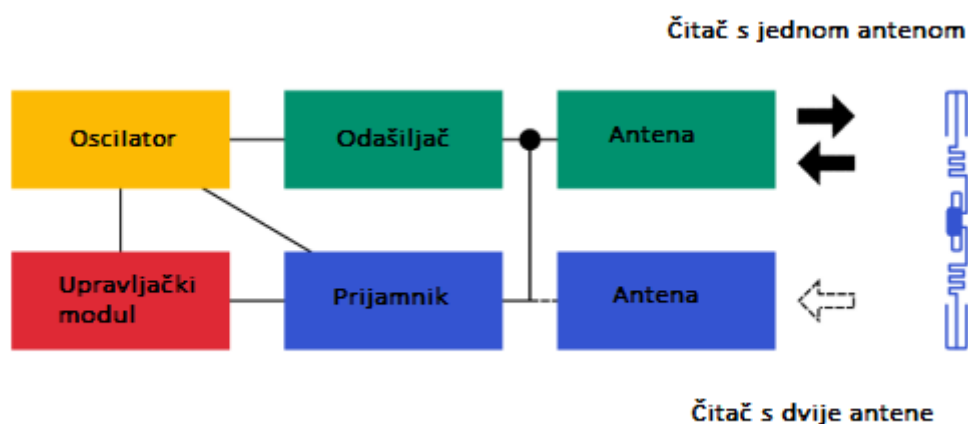 Čitač s jednom antenom
Oscilator
Odašiljač
Antena
Upravljački
modul
Prijamnik
Antena
Čitač s dvije antene